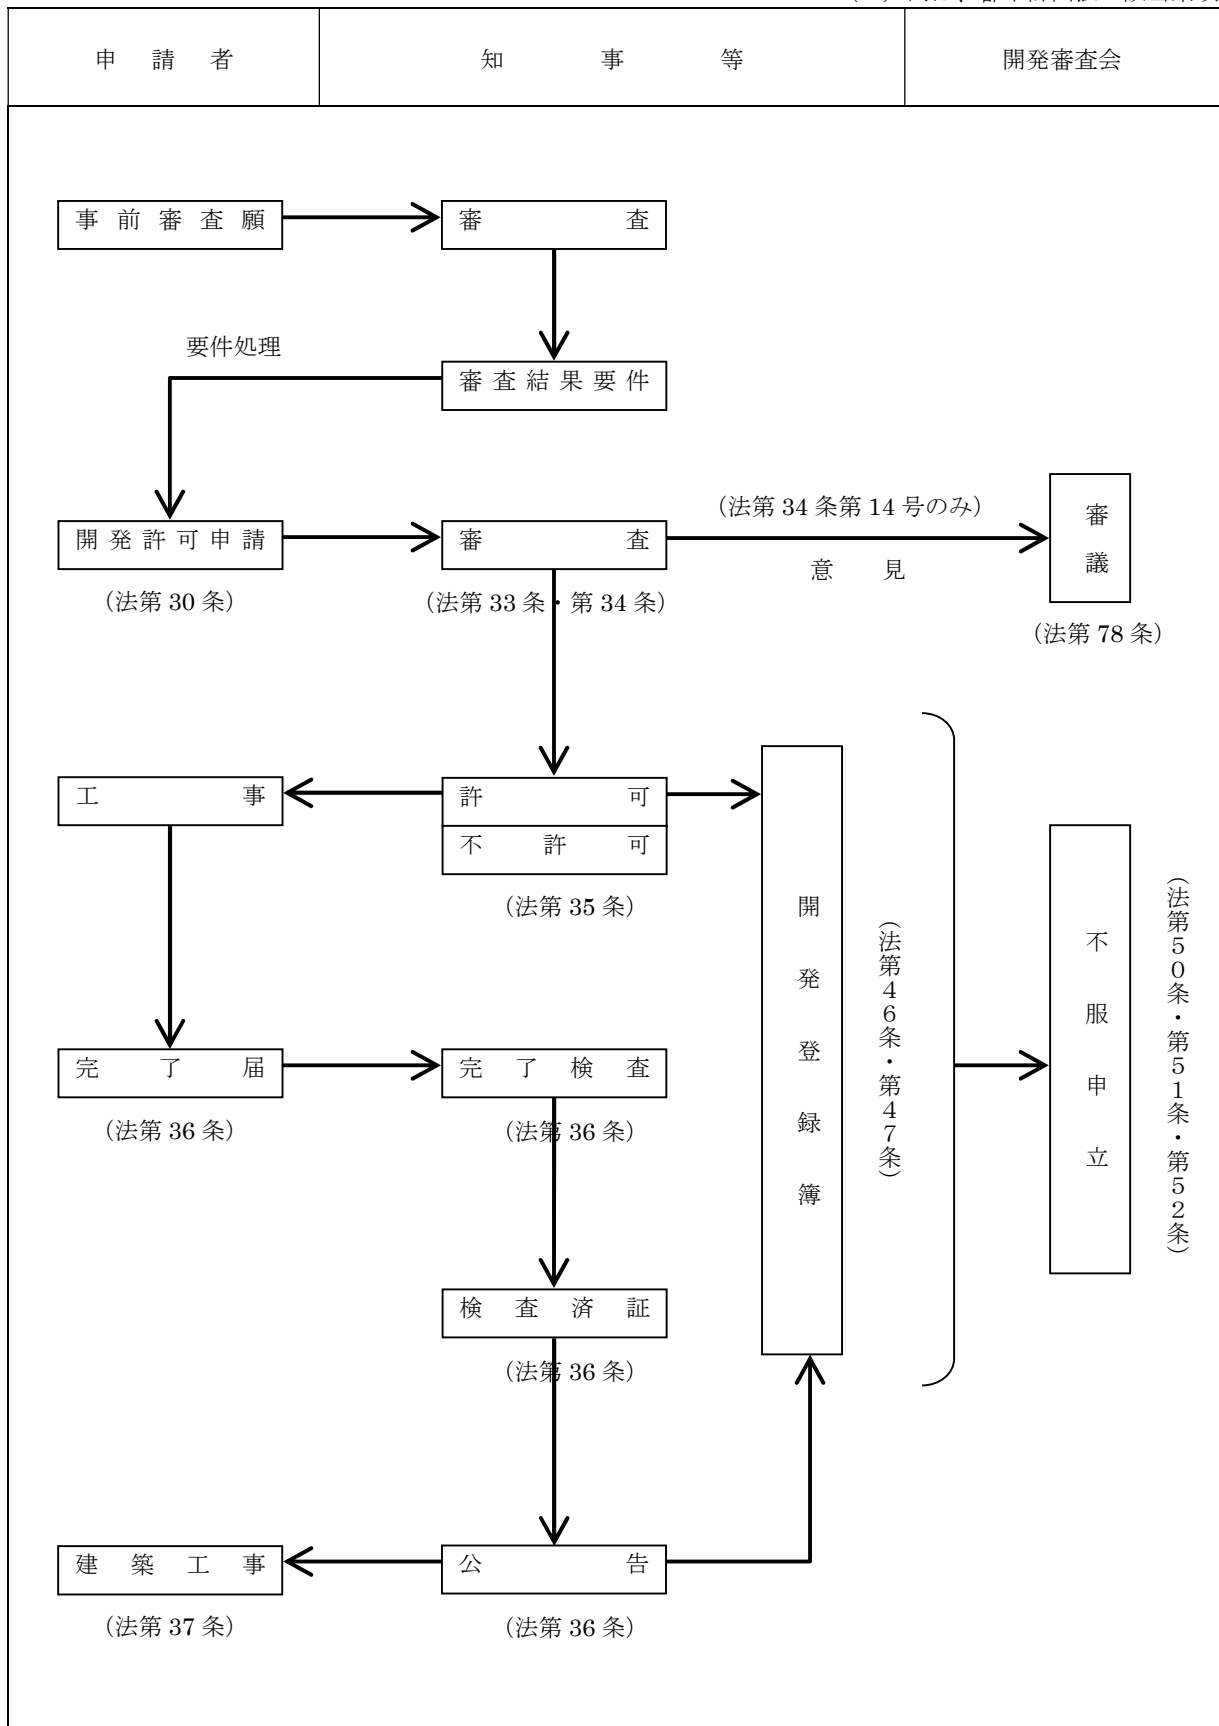 申請者 知事等 開発審査会
事前審査願 審査
要件処理
審査結果要件
(法第34条第14号のみ)
開発許可申請 審査
意見
審議
(法第30条) (法第33条・第34条)
(法第78条)
工事 許可
不許可
(法第35条)
開発登録簿
(法第46条・第47条)
不服申立
(法第50条・第51条・第52条)
完了届 完了検査
(法第36条) (法第36条)
検査済証
(法第36条)
建築工事 公告
(法第37条) (法第36条)